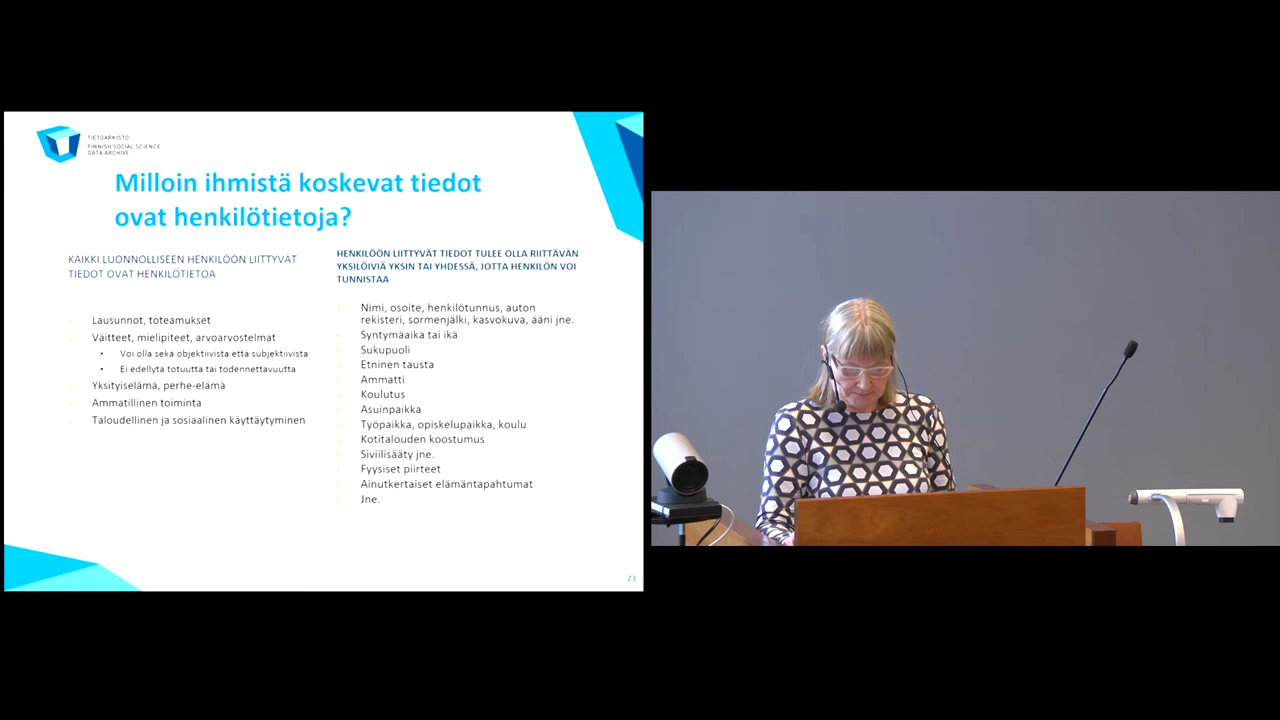 TIETOARKISTO
FINNISH SOCIAL SCIENCE
DATA ARCHIVE
Milloin ihmistä koskevat tiedot
ovat henkilötietoja?
KAIKKI LUONNOLLISEEN HENKILÖÖN LIITTYVÄT
TIEDOT OVAT HENKILÖTIETOA
Lausunnot, toteamukset
Väitteet, mielipiteet, arvoarvostelmat
• Voi olla sekä objektiivista että subjektiivista
• Ei edellytä totuutta tai todennettavuutta
Yksityiselämä, perhe-elämä
Ammatillinen toiminta
Taloudellinen ja sosiaalinen käyttäytyminen
HENKILÖÖN LIITTYVÄT TIEDOT TULEE OLLA RIITTÄVÄN
YKSILÖIVIÄ YKSIN TAI YHDESSÄ, JOTTA HENKILÖN VOI
TUNNISTAA
Nimi, osoite, henkilötunnus, auton
rekisteri, sormenjälki, kasvokuva, ääni jne.
Syntymäaika tai ikä
Sukupuoli
Etninen tausta
Ammatti
Koulutus
Asuinpaikka
Työpaikka, opiskelupaikka, koulu
Kotitalouden koostumus
Siviilisääty jne.
Fyysiset piirteet
Ainutkertaiset elämäntapahtumat
Jne.
23